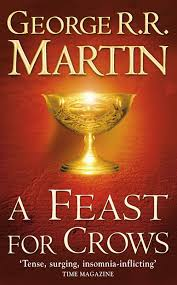 GEORGE R.R.
MARTIN
A FEAST
FOR CROWS
'Tense, surging, insomnia-inflicting'
TIME MAGAZINE